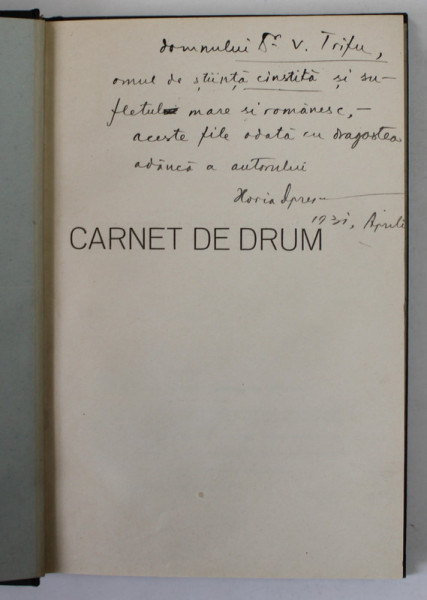 domnului Dr V. Trifu,
omul de știință cinstită și su-
fletul mare și românesc, –
aceste file odată cu dragostea
adâncă a autorului
Horia
1931, Aprilie
CARNET DE DRUM